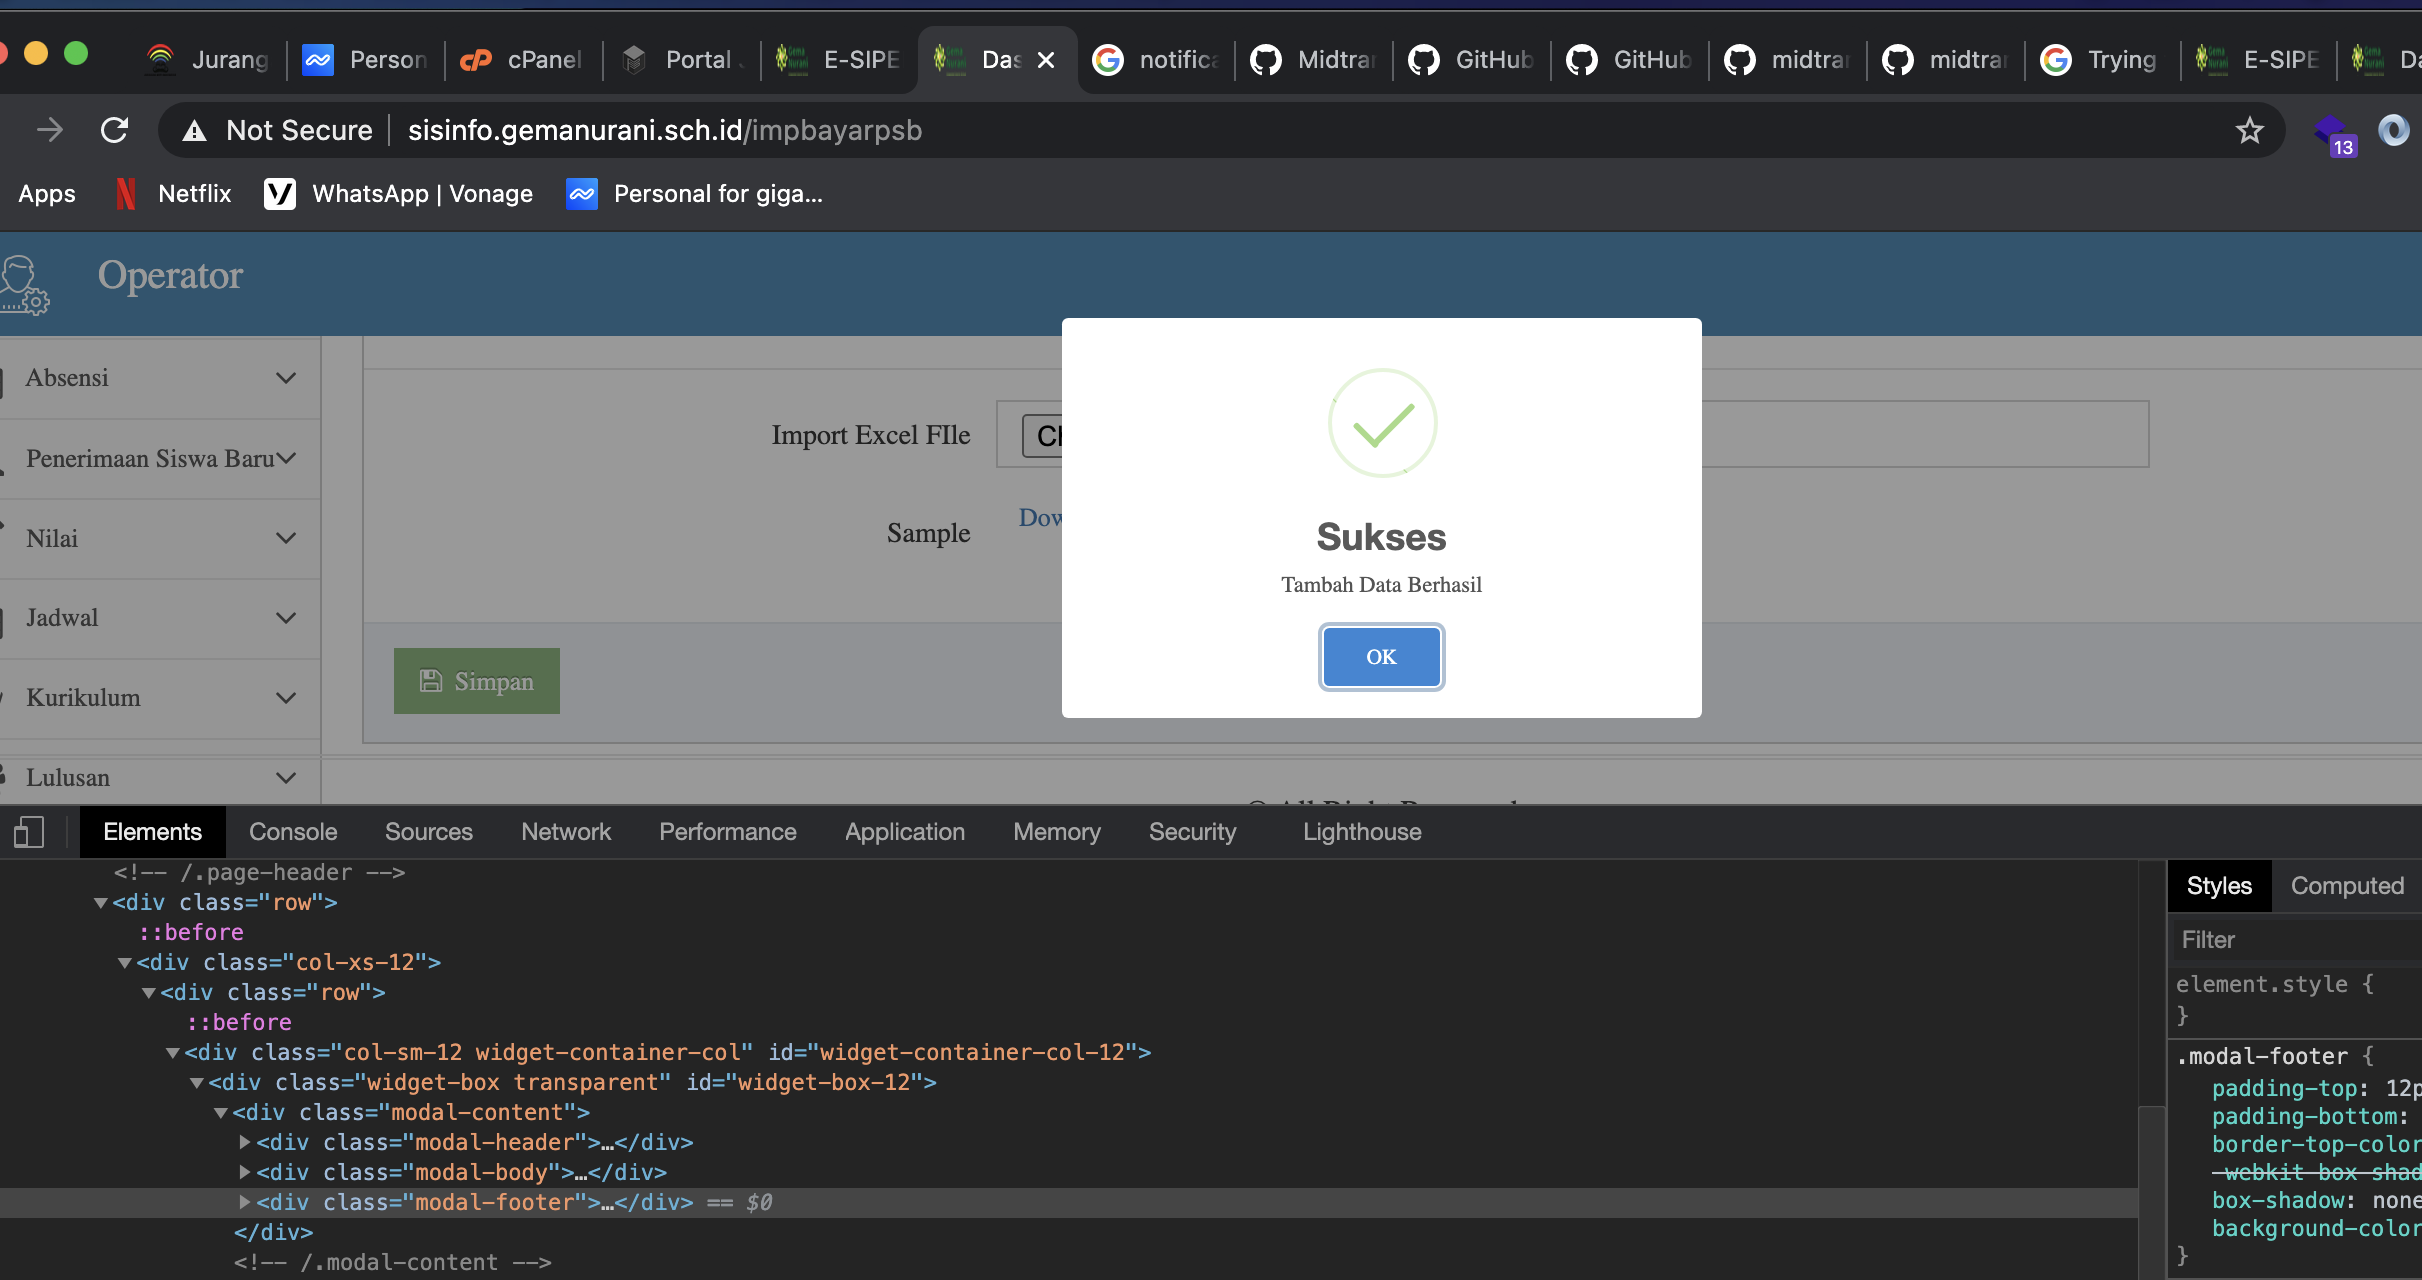 Jurang Person cPanel Portal E-SIPE Das notifica Midtran GitHub GitHub midtran midtran Trying E-SIPE Da
Not Secure sisinfo.gemanurani.sch.id/impbayarpsb
13
Apps Netflix WhatsApp | Vonage Personal for giga...
Operator
Absensi
Penerimaan Siswa Baru
Nilai
Jadwal
Kurikulum
Lulusan
Import Excel FIle Ch
Sample Dow
Simpan
Sukses
Tambah Data Berhasil
OK
© All Right Reserved
Elements Console Sources Network Performance Application Memory Security Lighthouse
<!-- /.page-header -->
<div class="row">
::before
<div class="col-xs-12">
<div class="row">
::before
<div class="col-sm-12 widget-container-col" id="widget-container-col-12">
<div class="widget-box transparent" id="widget-box-12">
<div class="modal-content">
<div class="modal-header">…</div>
<div class="modal-body">…</div>
<div class="modal-footer">…</div> == $0
</div>
<!-- /.modal-content -->
Styles Computed
Filter
element.style {
}
.modal-footer {
padding-top: 12p
padding-bottom:
border-top-color
-webkit-box-shad
box-shadow: none
background-color
}